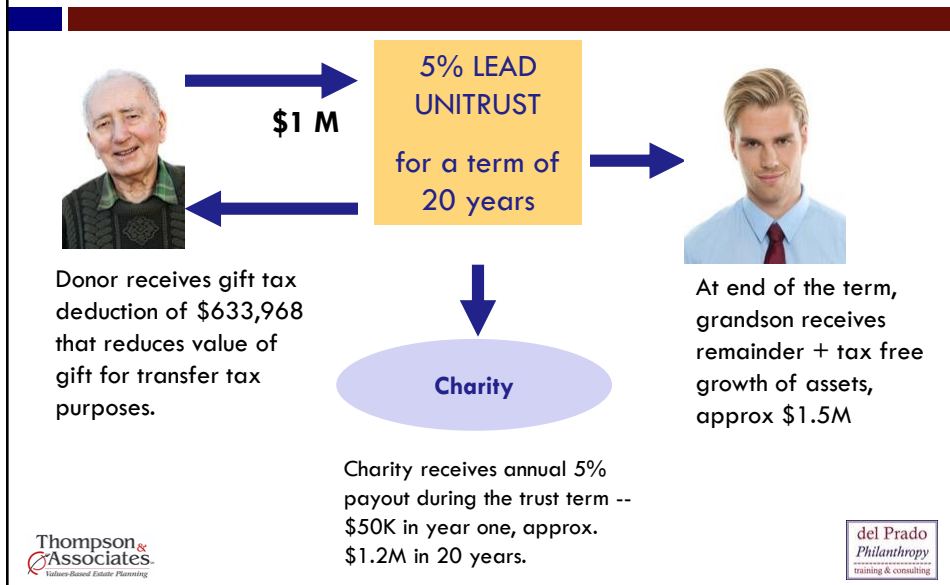 5% LEAD
UNITRUST
for a term of
20 years
$1 M
Donor receives gift tax
deduction of $633,968
that reduces value of
gift for transfer tax
purposes.
Charity
Charity receives annual 5%
payout during the trust term --
$50K in year one, approx.
$1.2M in 20 years.
At end of the term,
grandson receives
remainder + tax free
growth of assets,
approx $1.5M
Thompson &
Associates
Values-Based Estate Planning
del Prado
Philanthropy
training & consulting